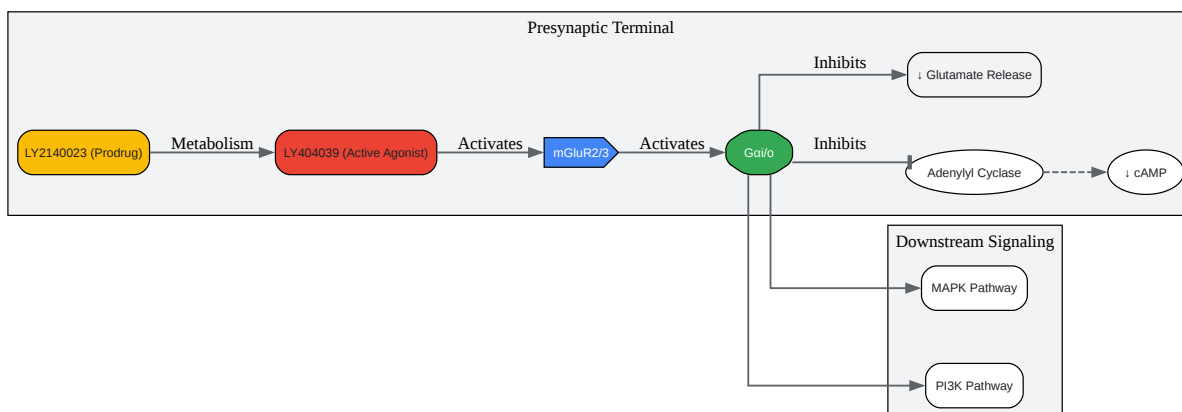 Presynaptic Terminal
Inhibits
↓ Glutamate Release
LY2140023 (Prodrug)
Metabolism
LY404039 (Active Agonist)
Activates
mGluR2/3
Activates
Gαi/o
Inhibits
Adenylyl Cyclase
↓ cAMP
Downstream Signaling
MAPK Pathway
PI3K Pathway